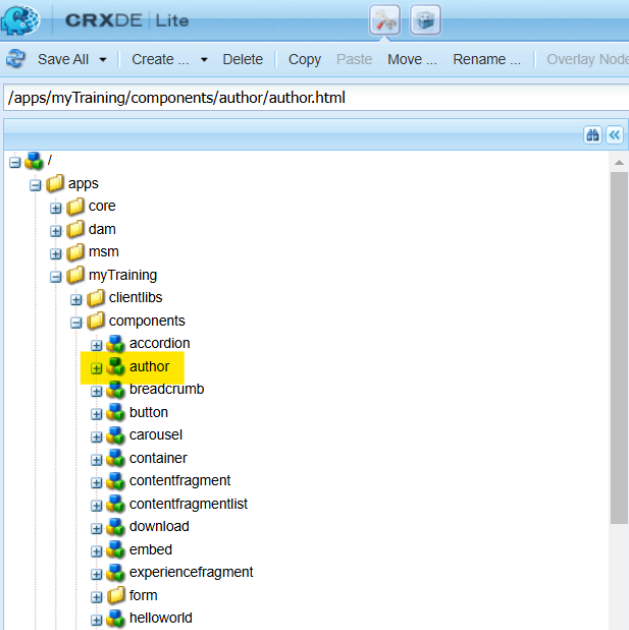 CRXDE Lite
Save All Create ... Delete Copy Paste Move ... Rename ... Overlay Node
/apps/myTraining/components/author/author.html
/
apps
core
dam
msm
myTraining
clientlibs
components
accordion
author
breadcrumb
button
carousel
container
contentfragment
contentfragmentlist
download
embed
experiencefragment
form
helloworld